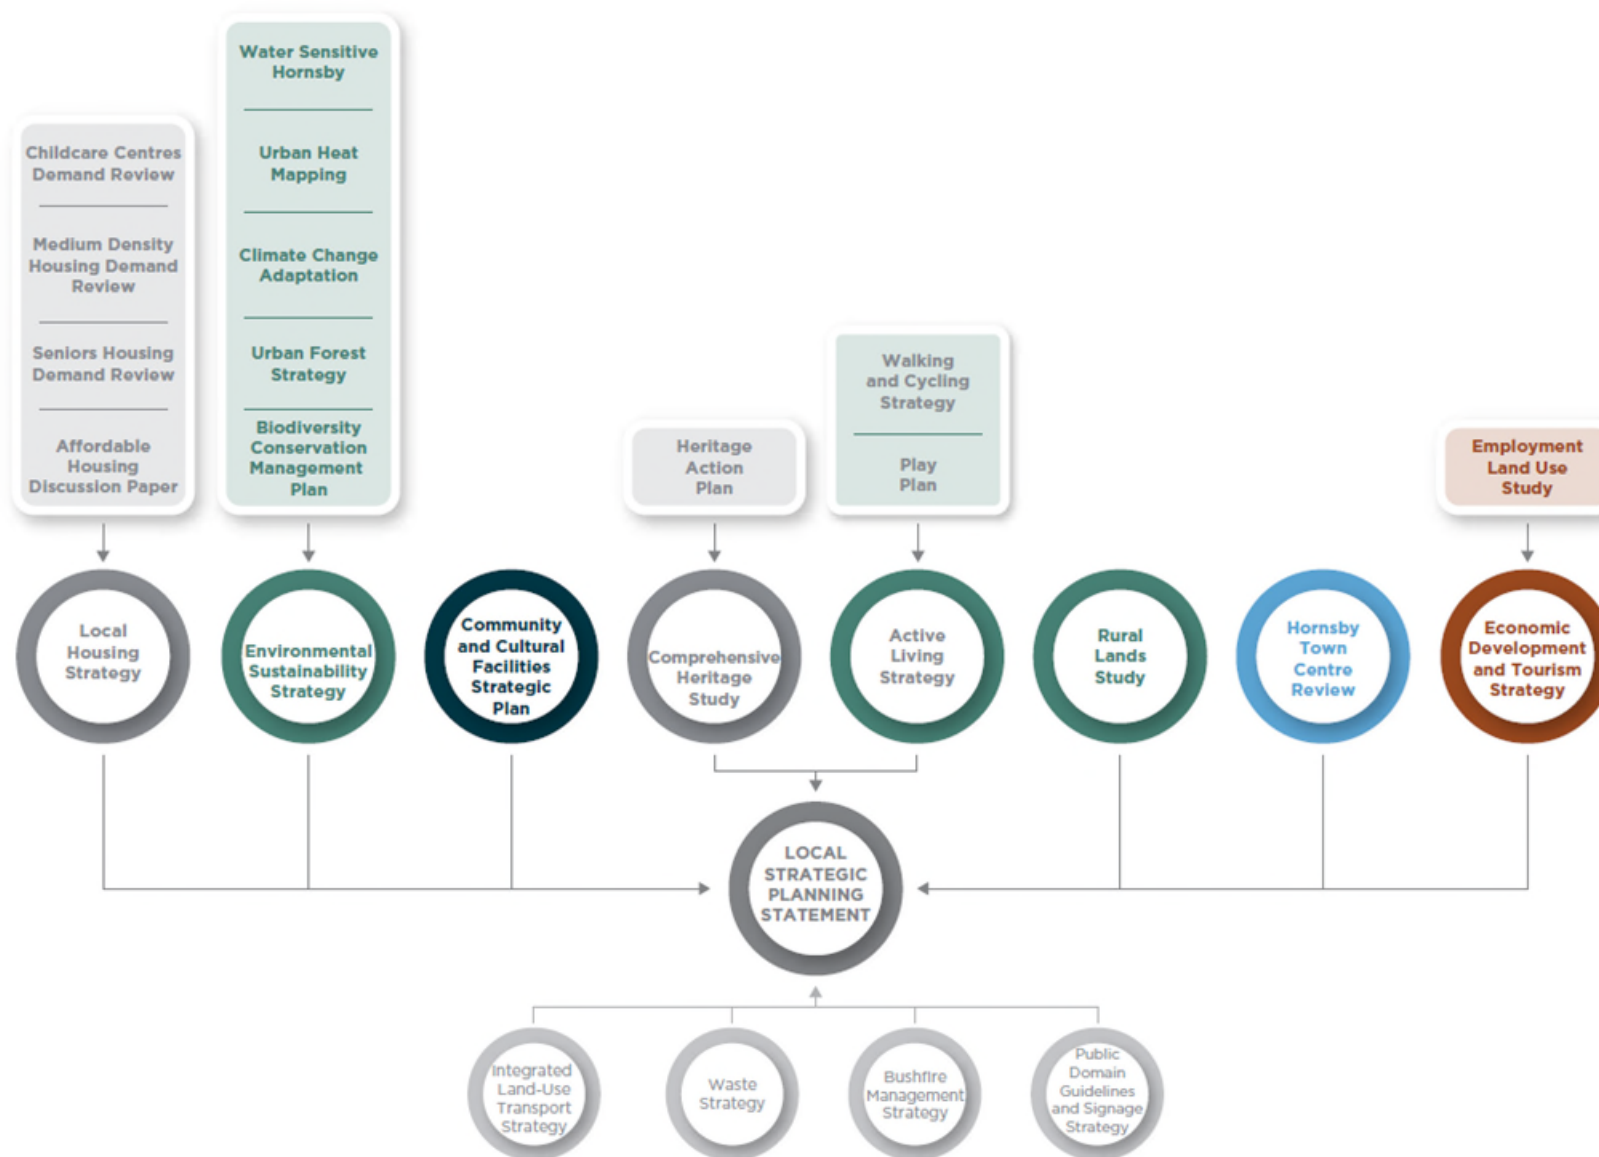 Water Sensitive
Hornsby
Urban Heat
Mapping
Climate Change
Adaptation
Urban Forest
Strategy
Biodiversity
Conservation
Management
Plan
Childcare Centres
Demand Review
Medium Density
Housing Demand
Review
Seniors Housing
Demand Review
Affordable
Housing
Discussion Paper
Heritage
Action
Plan
Walking
and Cycling
Strategy
Play
Plan
Employment
Land Use
Study
Local
Housing
Strategy
Environmental
Sustainability
Strategy
Community
and Cultural
Facilities
Strategic
Plan
Comprehensive
Heritage
Study
Active
Living
Strategy
Rural
Lands
Study
Hornsby
Town
Centre
Review
Economic
Development
and Tourism
Strategy
LOCAL
STRATEGIC
PLANNING
STATEMENT
Integrated
Land-Use
Transport
Strategy
Waste
Strategy
Bushfire
Management
Strategy
Public
Domain
Guidelines
and Signage
Strategy